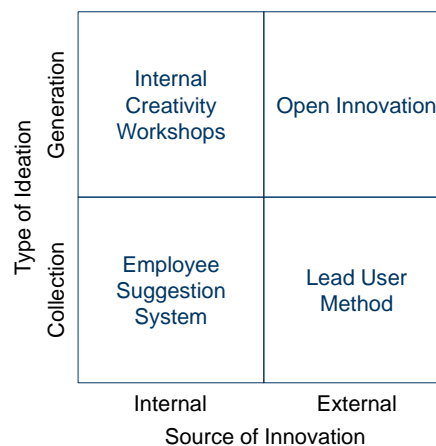 Type of Ideation
Generation
Internal
Creativity
Workshops
Open Innovation
Collection
Employee
Suggestion
System
Lead User
Method
Internal
External
Source of Innovation